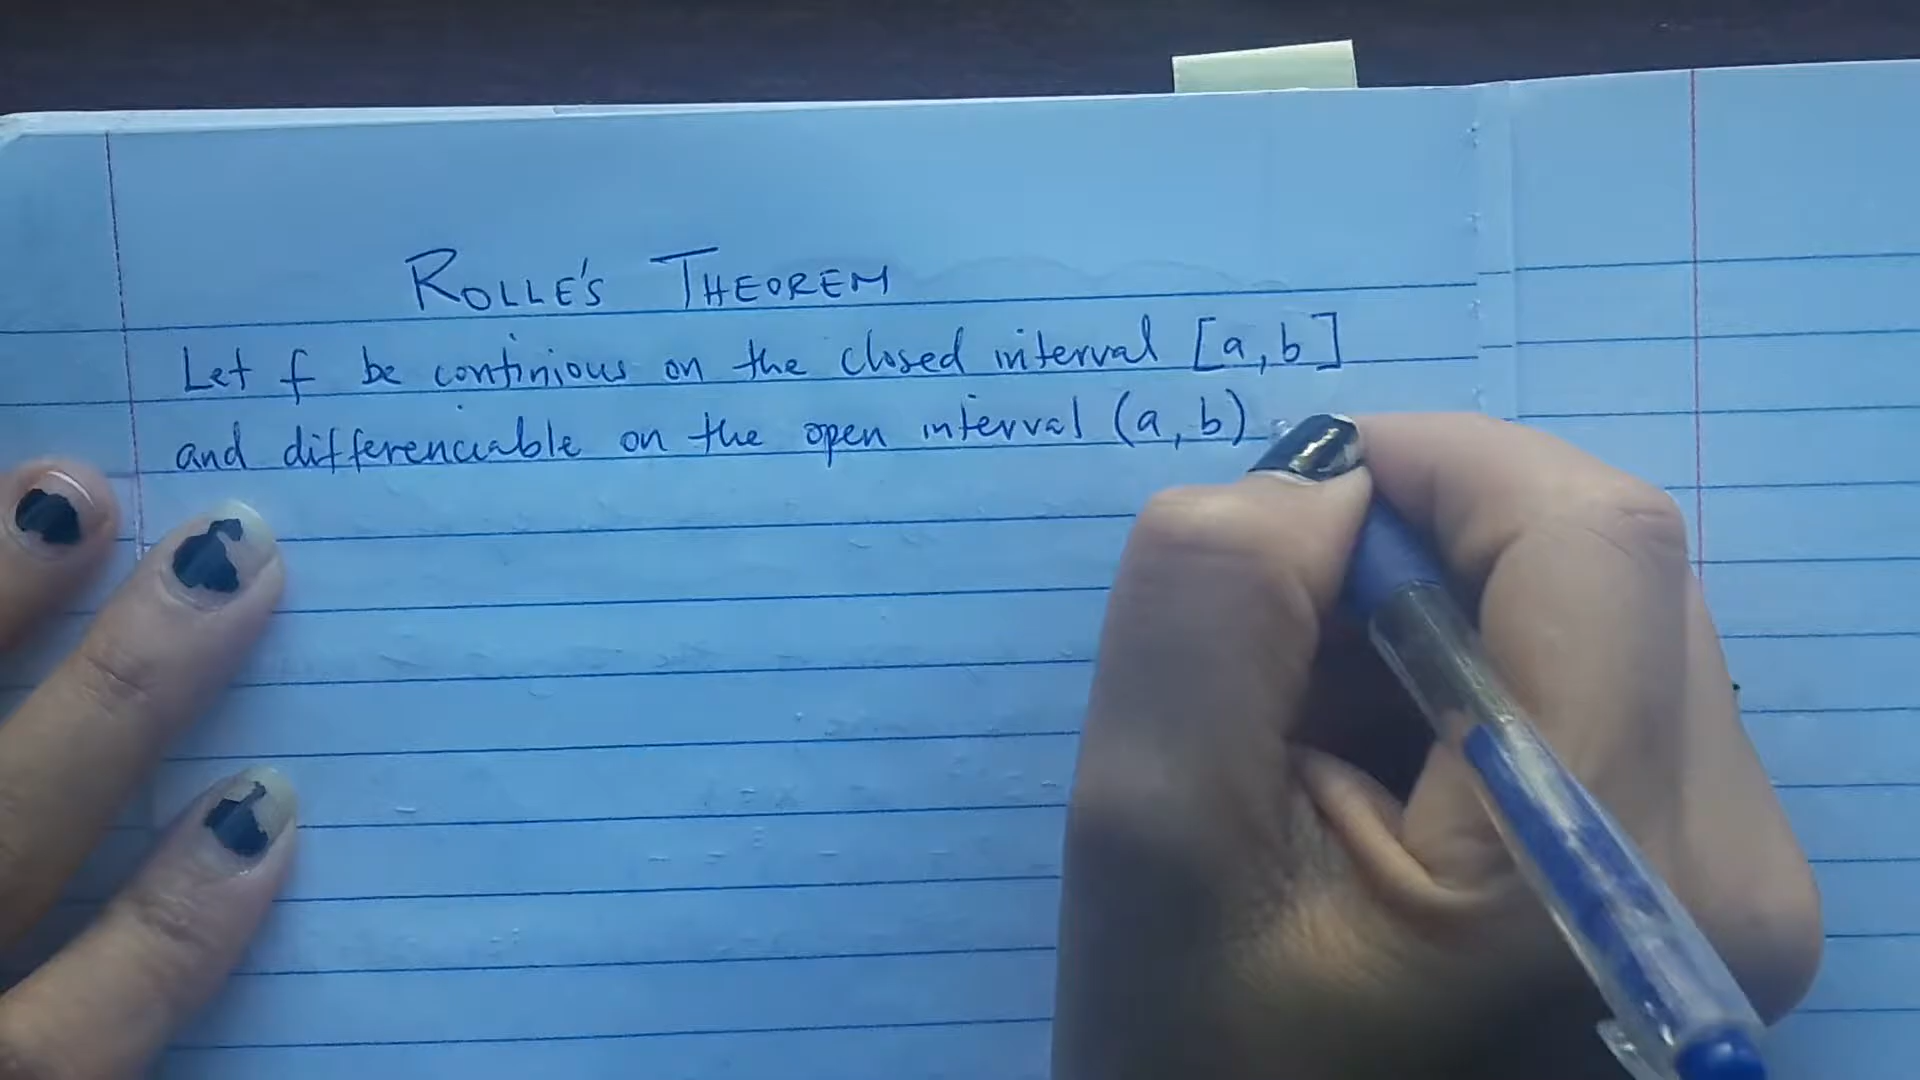 ROLLE'S THEOREM
Let f be continious on the closed interval [a, b]
and differenciable on the open interval (a, b)